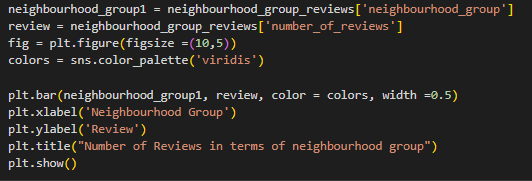 neighbourhood_group1 = neighbourhood_group_reviews['neighbourhood_group']
review = neighbourhood_group_reviews['number_of_reviews']
fig = plt.figure(figsize =(10,5))
colors = sns.color_palette('viridis')
plt.bar(neighbourhood_group1, review, color = colors, width =0.5)
plt.xlabel('Neighbourhood Group')
plt.ylabel('Review')
plt.title("Number of Reviews in terms of neighbourhood group")
plt.show()